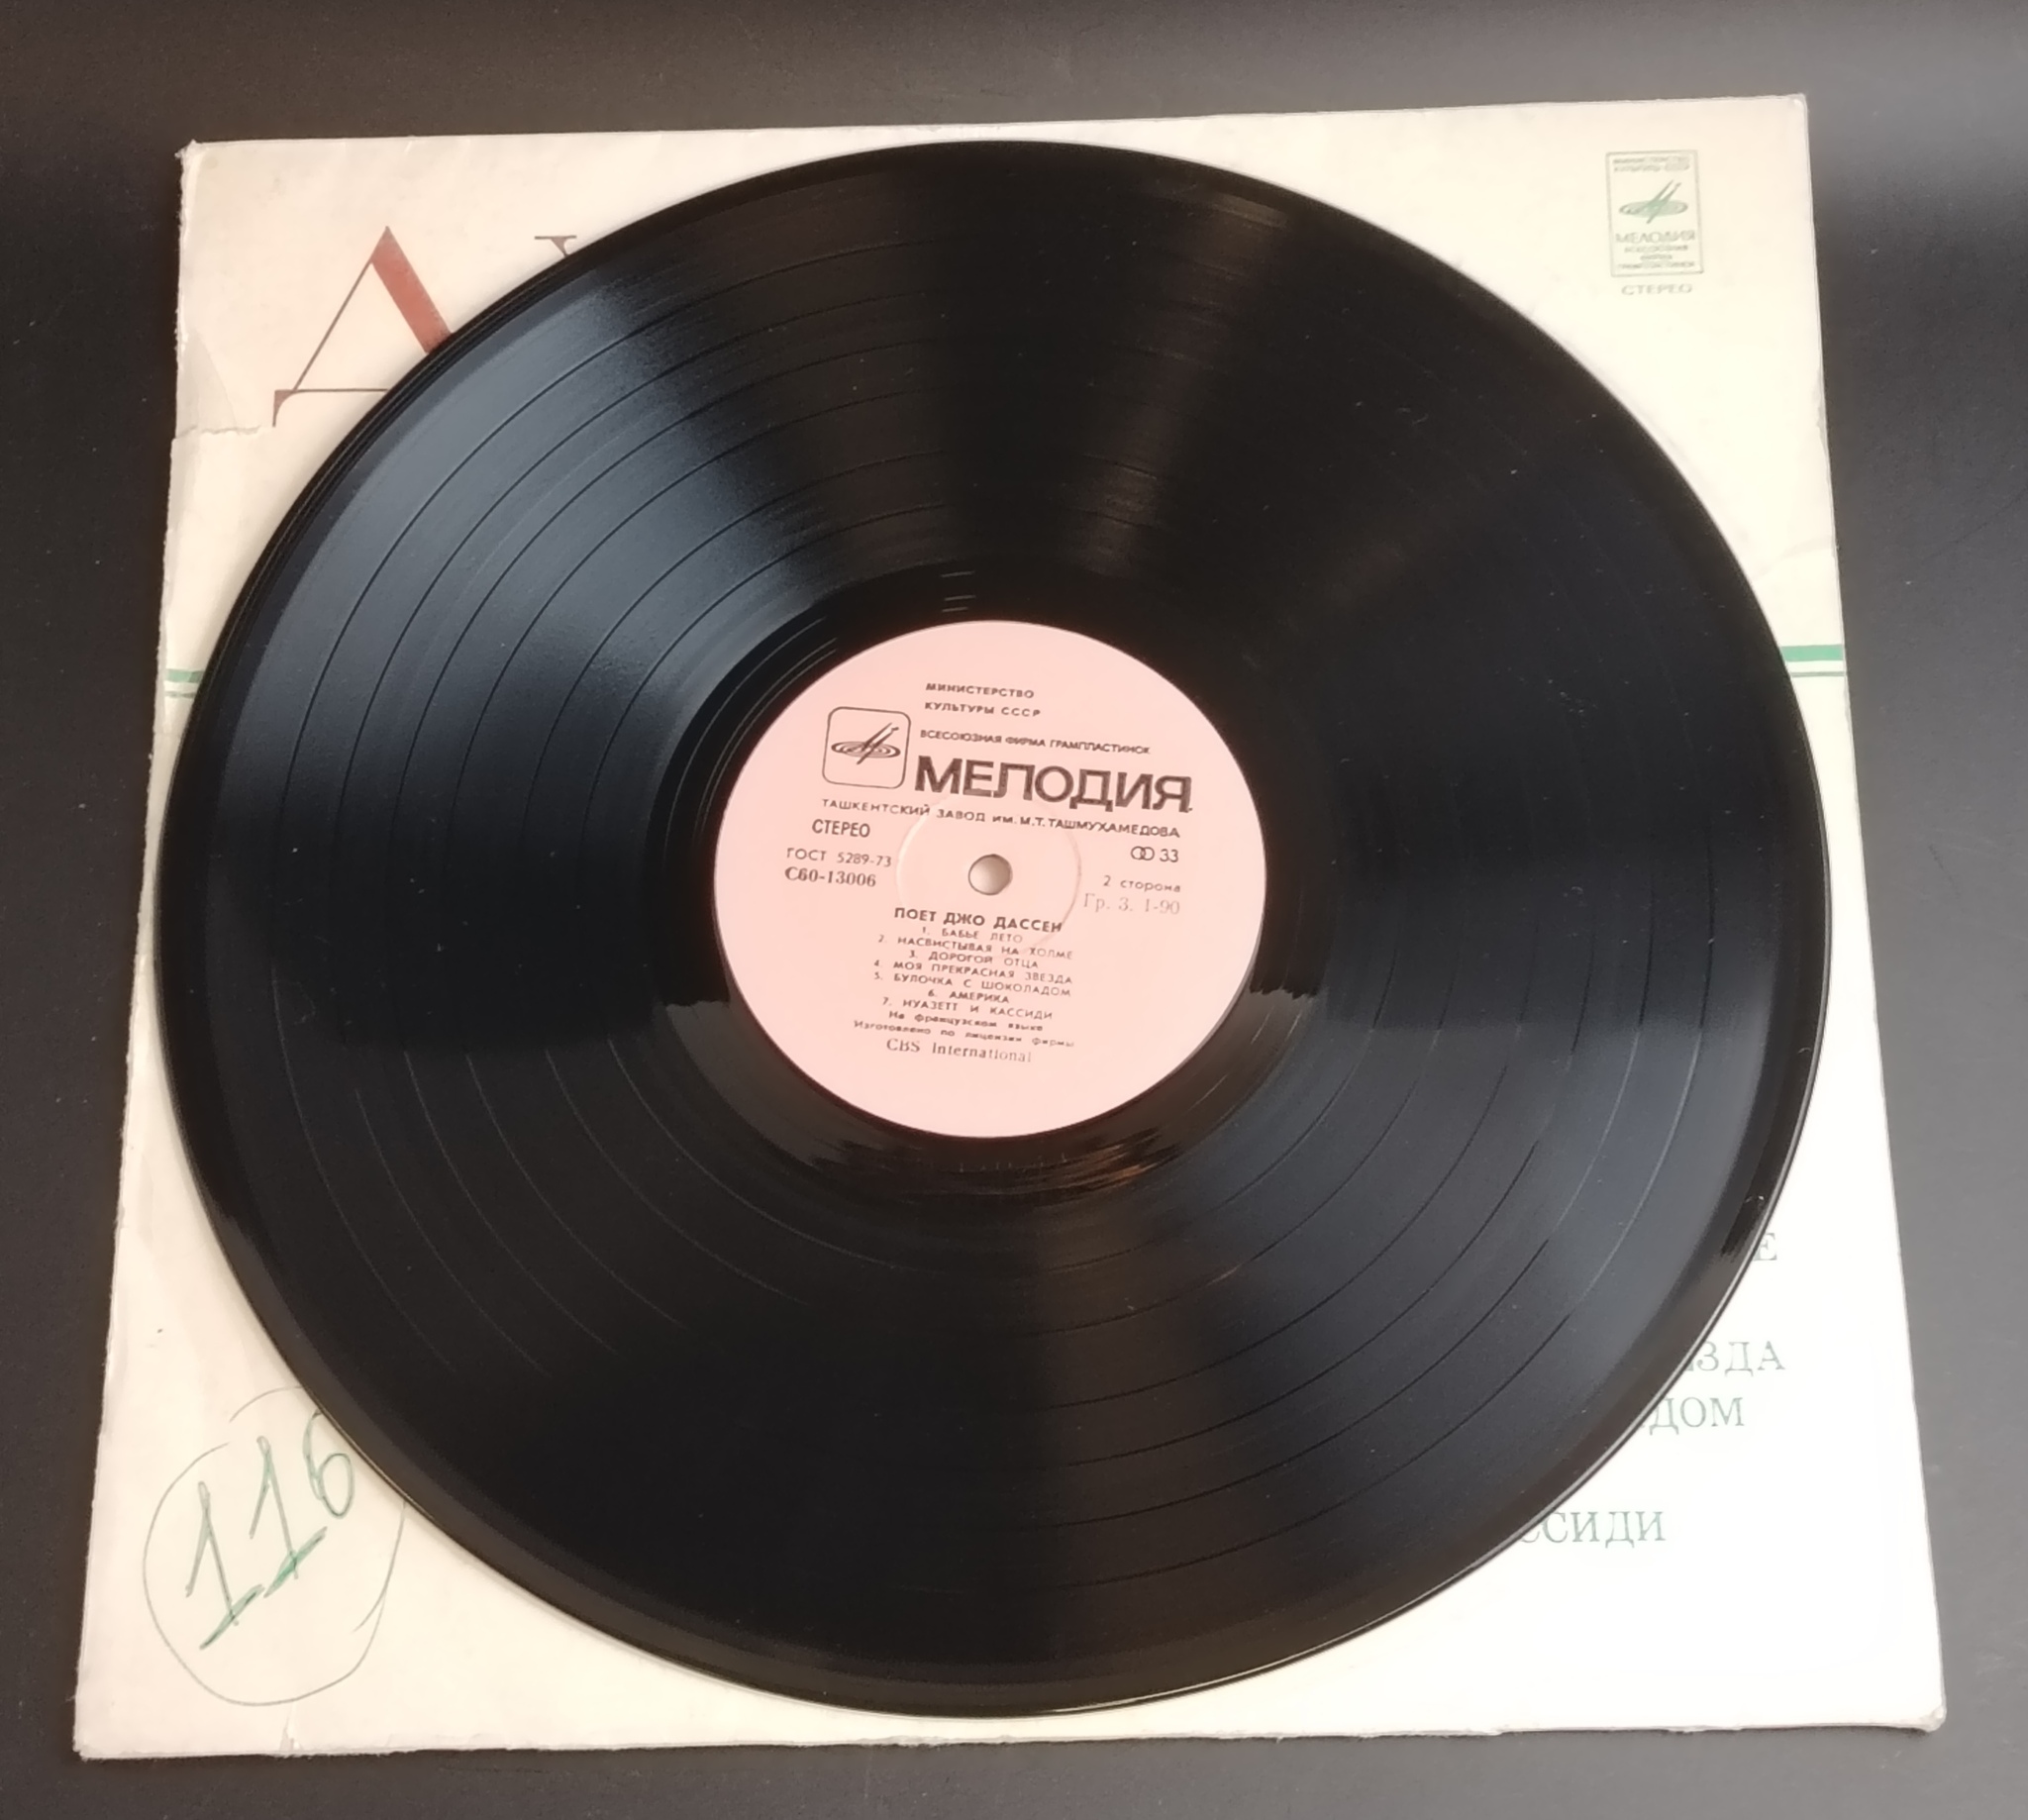 МИНИСТЕРСТВО
КУЛЬТУРЫ СССР
МЕЛОДИЯ
СТЕРЕО
МИНИСТЕРСТВО
КУЛЬТУРЫ СССР
ВСЕСОЮЗНАЯ ФИРМА ГРАМПЛАСТИНОК
МЕЛОДИЯ
ТАШКЕНТСКИЙ ЗАВОД им. М.Т. ТАШМУХАМЕДОВА
СТЕРЕО
33
ГОСТ 5289-73
С60-13006
2 сторона
Гр. 3. 1-90
ПОЕТ ДЖО ДАССЕН
1. БАБЬЕ ЛЕТО
2. НАСВИСТЫВАЯ НА ХОЛМЕ
3. ДОРОГОЙ ОТЦА
4. МОЯ ПРЕКРАСНАЯ ЗВЕЗДА
5. БУЛОЧКА С ШОКОЛАДОМ
6. АМЕРИКА
7. НУАЗЕТТ И КАССИДИ
На французском языке
Изготовлено по лицензии фирмы
CBS International
Е
ЗДА
ДОМ
ССИДИ
116